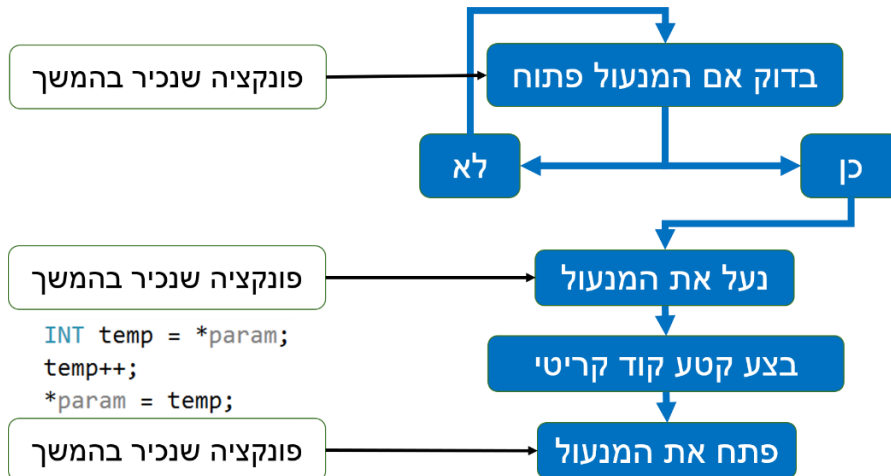 בדוק אם המנעול פתוח
פונקציה שנכיר בהמשך
כן
לא
נעל את המנעול
פונקציה שנכיר בהמשך
בצע קטע קוד קריטי
INT temp = *param;
temp++;
*param = temp;
פתח את המנעול
פונקציה שנכיר בהמשך